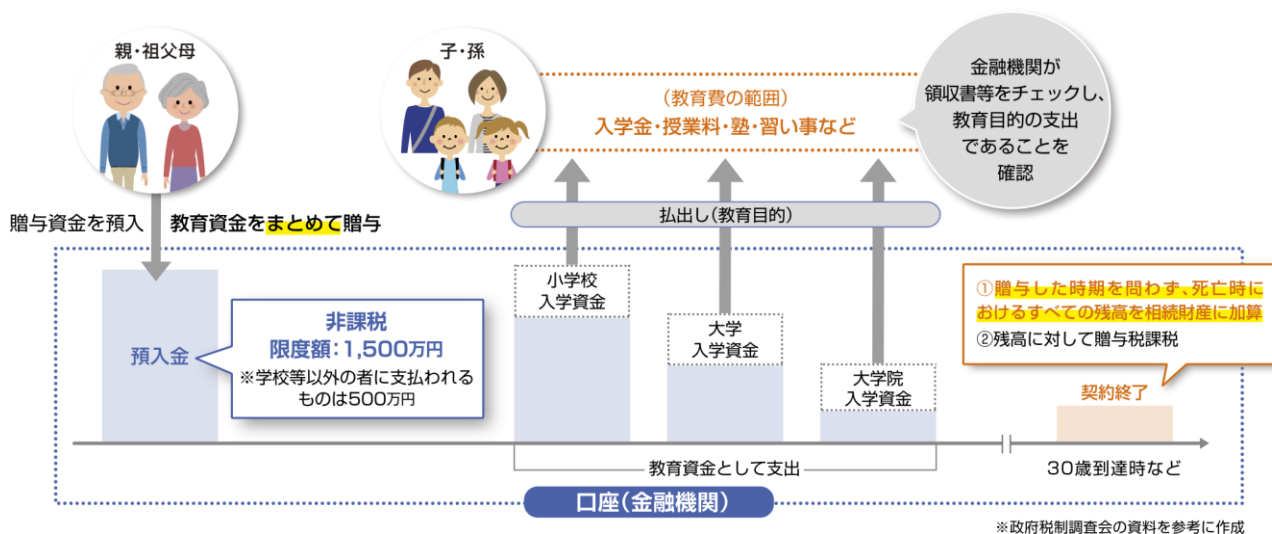 親・祖父母
子・孫
(教育費の範囲)
入学金・授業料・塾・習い事など
金融機関が
領収書等をチェックし、
教育目的の支出
であることを
確認
贈与資金を預入
教育資金をまとめて贈与
払出し(教育目的)
預入金
非課税
限度額:1,500万円
※学校等以外の者に支払われる
ものは500万円
小学校
入学資金
大学
入学資金
大学院
入学資金
①贈与した時期を問わず、死亡時に
おけるすべての残高を相続財産に加算
②残高に対して贈与税課税
契約終了
教育資金として支出
30歳到達時など
口座(金融機関)
※政府税制調査会の資料を参考に作成